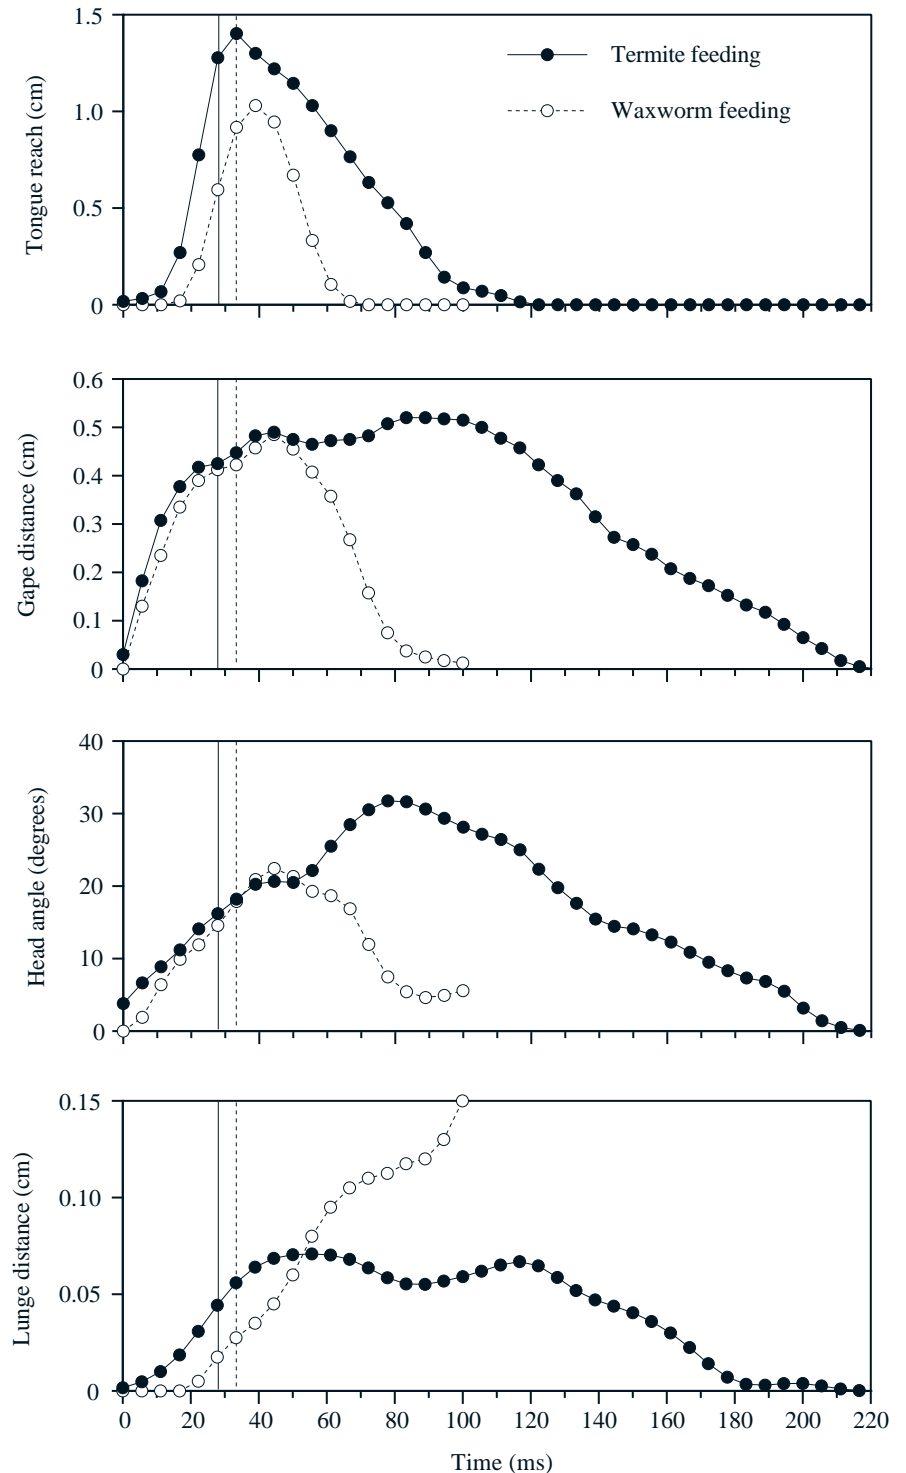 1.5
1.0
0.5
0
Tongue reach (cm)
Termite feeding
Waxworm feeding
0.6
0.5
0.4
0.3
0.2
0.1
0
Gape distance (cm)
40
30
20
10
0
Head angle (degrees)
0.15
0.10
0.05
0
Lunge distance (cm)
0 20 40 60 80 100 120 140 160 180 200 220
Time (ms)